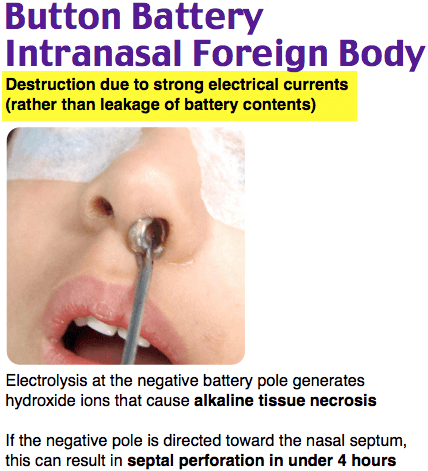 Button Battery
Intranasal Foreign Body
Destruction due to strong electrical currents
(rather than leakage of battery contents)
Electrolysis at the negative battery pole generates
hydroxide ions that cause alkaline tissue necrosis
If the negative pole is directed toward the nasal septum,
this can result in septal perforation in under 4 hours